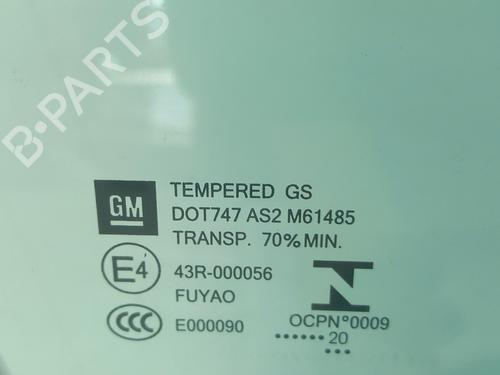 B-PARTS
GM
TEMPERED GS
DOT747 AS2 M61485
TRANSP. 70% MIN.
E4
43R-000056
FUYAO
CCC
E000090
N
OCPN°0009
•••••• 20
•••